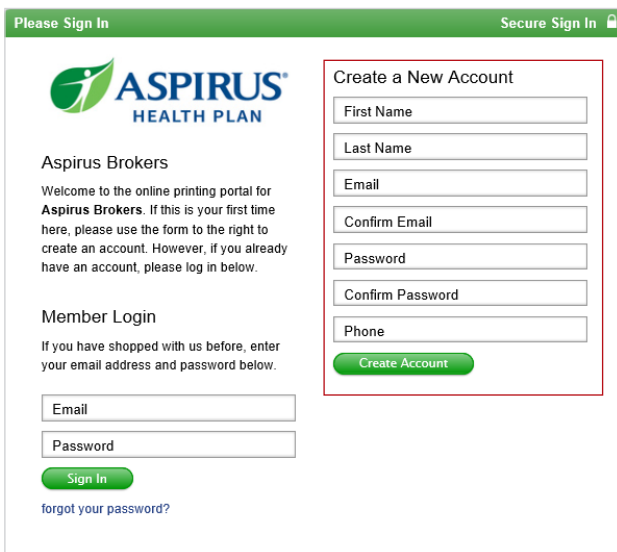 Please Sign In
Secure Sign In
ASPIRUS®
HEALTH PLAN
Aspirus Brokers
Welcome to the online printing portal for
Aspirus Brokers. If this is your first time
here, please use the form to the right to
create an account. However, if you already
have an account, please log in below.
Member Login
If you have shopped with us before, enter
your email address and password below.
Email
Password
Sign In
forgot your password?
Create a New Account
First Name
Last Name
Email
Confirm Email
Password
Confirm Password
Phone
Create Account